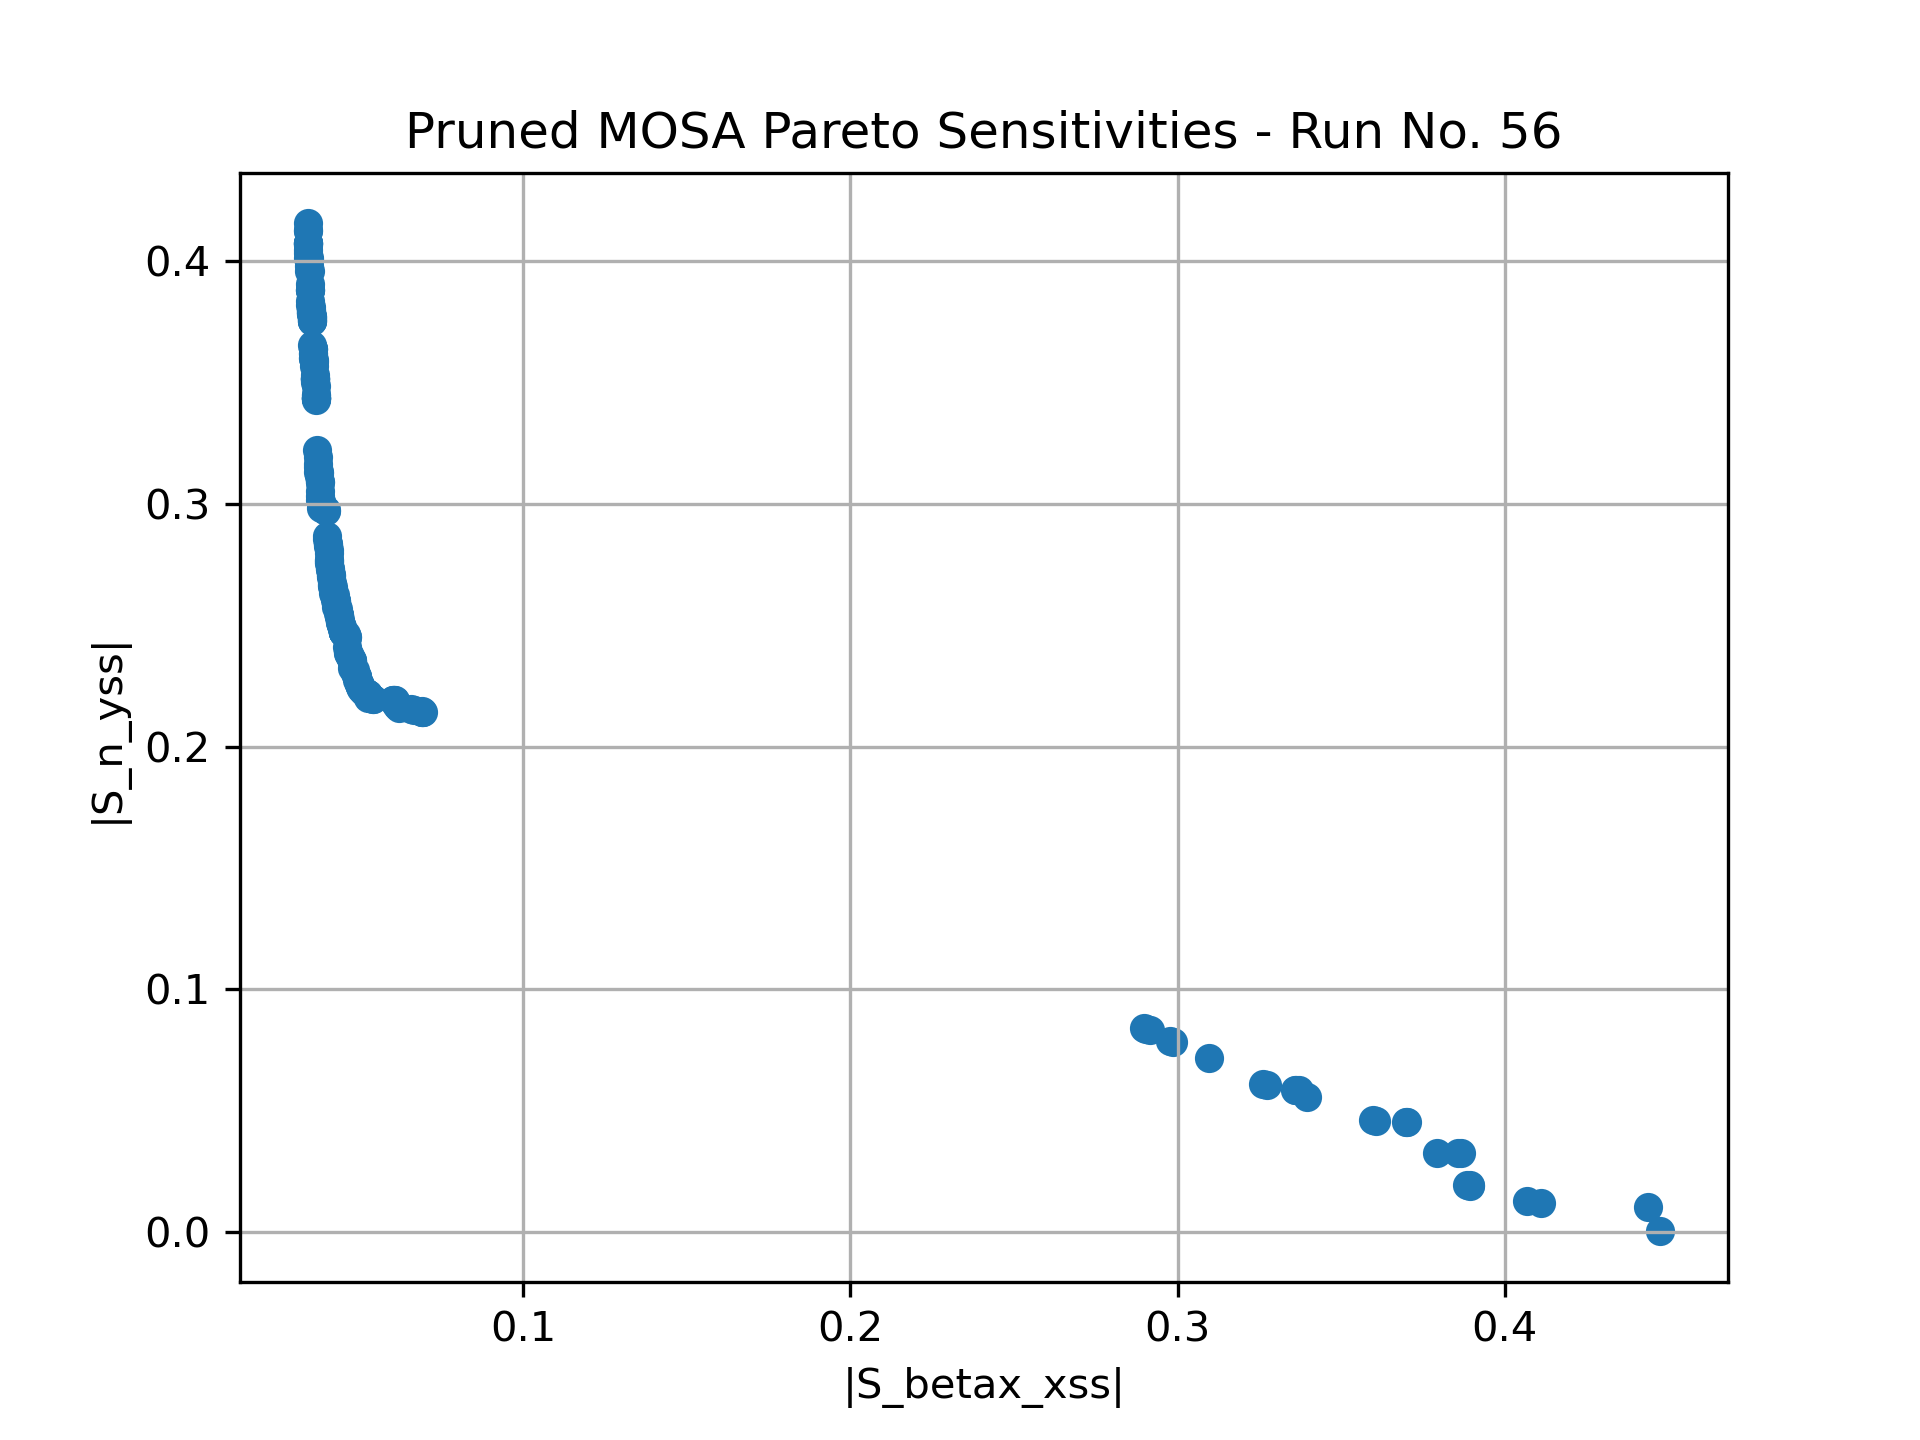 Pruned MOSA Pareto Sensitivities - Run No. 56
0.4
0.3
0.2
0.1
0.0
|S_n_yss|
0.1 0.2 0.3 0.4
|S_betax_xss|